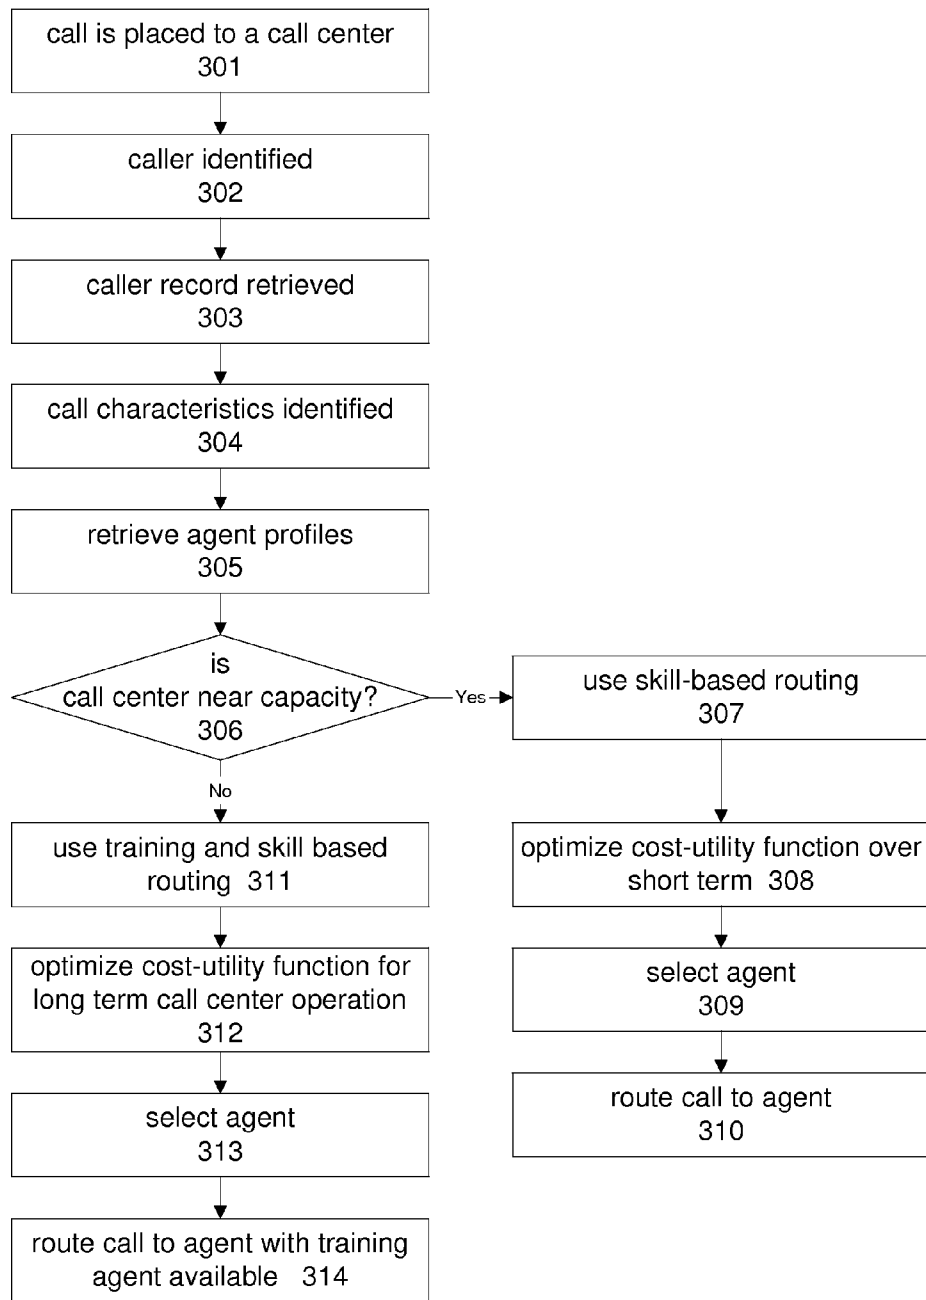 call is placed to a call center
301
caller identified
302
caller record retrieved
303
call characteristics identified
304
retrieve agent profiles
305
is
call center near capacity?
306
Yes
use skill-based routing
307
optimize cost-utility function over
short term 308
select agent
309
route call to agent
310
No
use training and skill based
routing 311
optimize cost-utility function for
long term call center operation
312
select agent
313
route call to agent with training
agent available 314